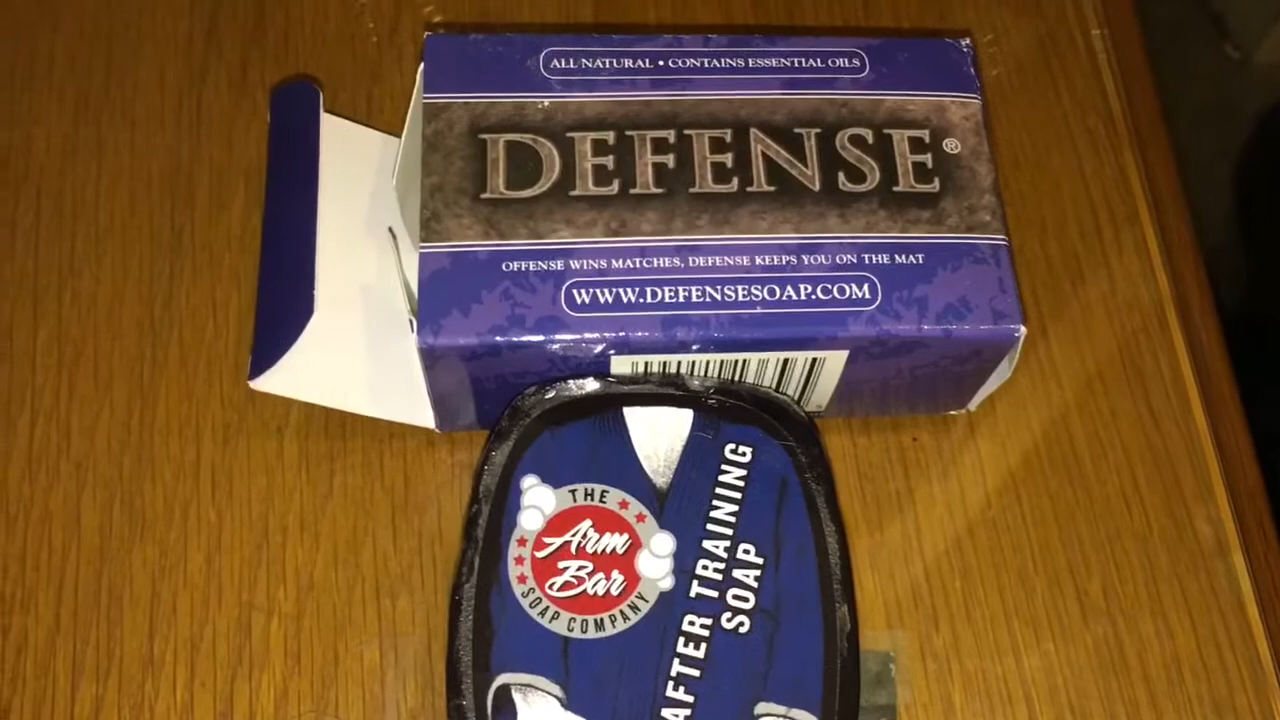 ALL NATURAL • CONTAINS ESSENTIAL OILS
DEFENSE®
OFFENSE WINS MATCHES, DEFENSE KEEPS YOU ON THE MAT
WWW.DEFENSESOAP.COM
THE
Arm
Bar
SOAP COMPANY
AFTER TRAINING
SOAP